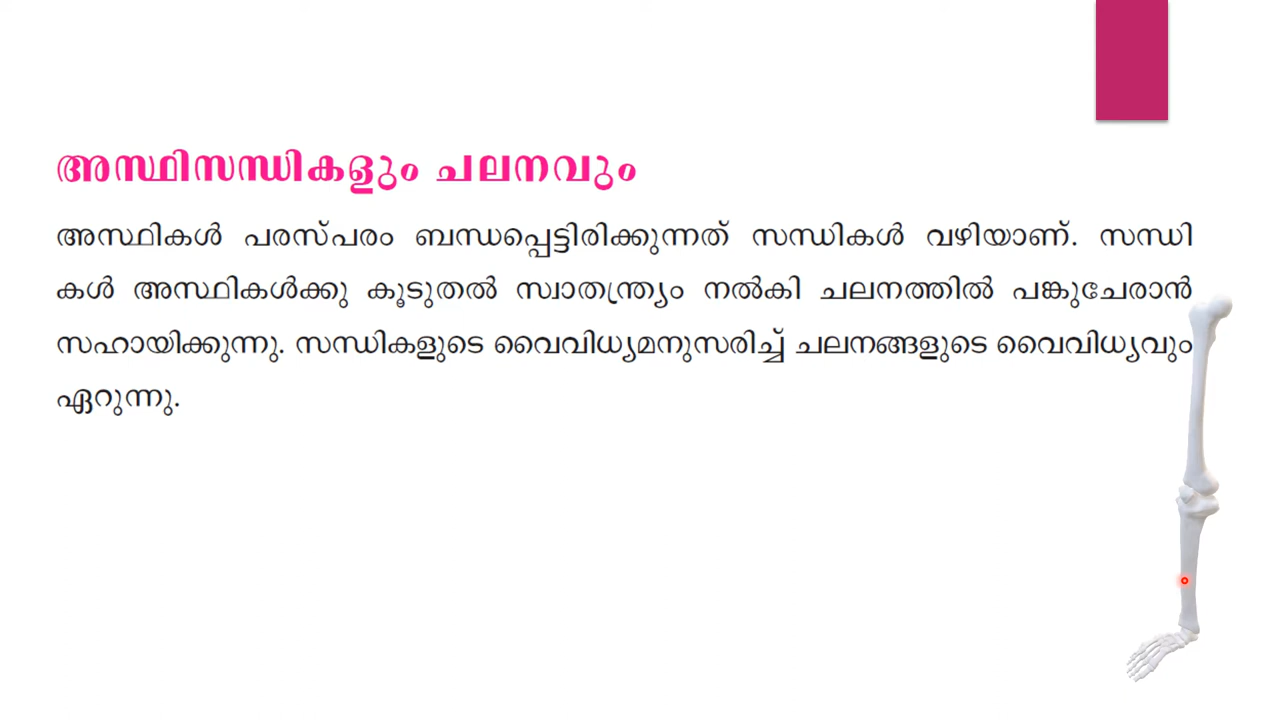 അസ്ഥിസന്ധികളും ചലനവും
അസ്ഥികൾ പരസ്പരം ബന്ധപ്പെട്ടിരിക്കുന്നത് സന്ധികൾ വഴിയാണ്. സന്ധി
കൾ അസ്ഥികൾക്കു കൂടുതൽ സ്വാതന്ത്ര്യം നൽകി ചലനത്തിൽ പങ്കുചേരാൻ
സഹായിക്കുന്നു. സന്ധികളുടെ വൈവിധ്യമനുസരിച്ച് ചലനങ്ങളുടെ വൈവിധ്യവും
ഏറുന്നു.